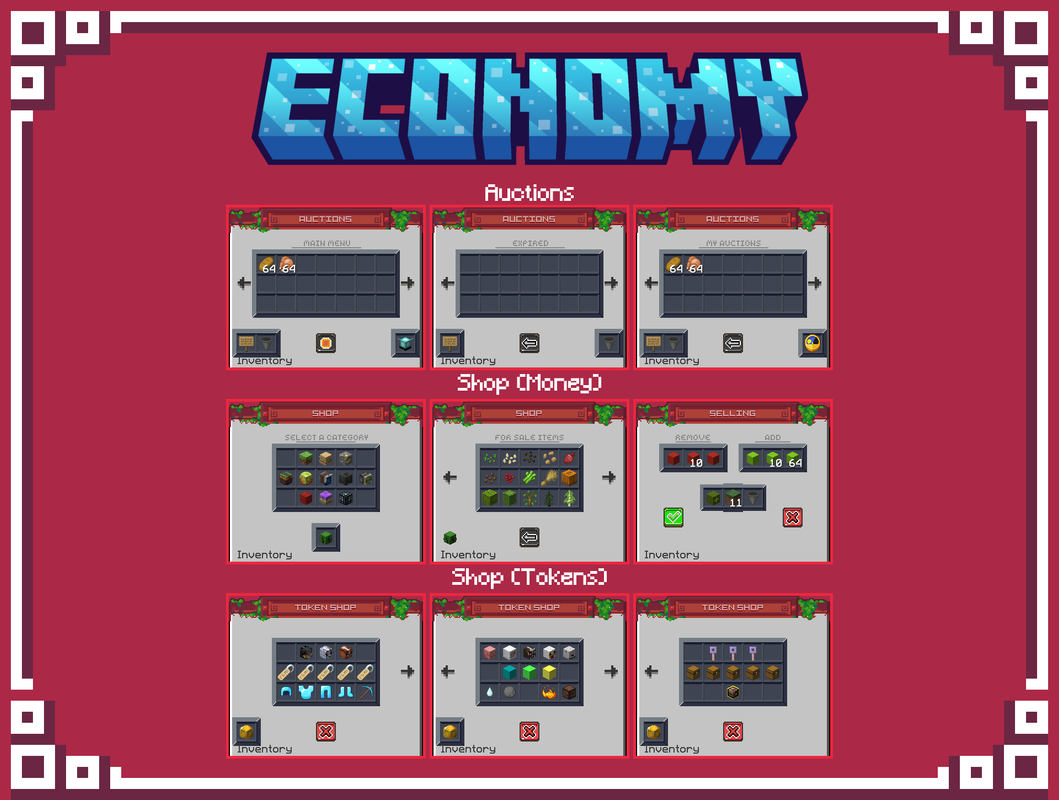 ECONOMY
Auctions
AUCTIONS AUCTIONS AUCTIONS
MAIN MENU EXPIRED MY AUCTIONS
64 64 64 64
Inventory Inventory Inventory
Shop (Money)
SHOP SHOP SELLING
SELECT A CATEGORY FOR SALE ITEMS REMOVE ADD
10 10 64
11
Inventory Inventory Inventory
Shop (Tokens)
TOKEN SHOP TOKEN SHOP TOKEN SHOP
Inventory Inventory Inventory